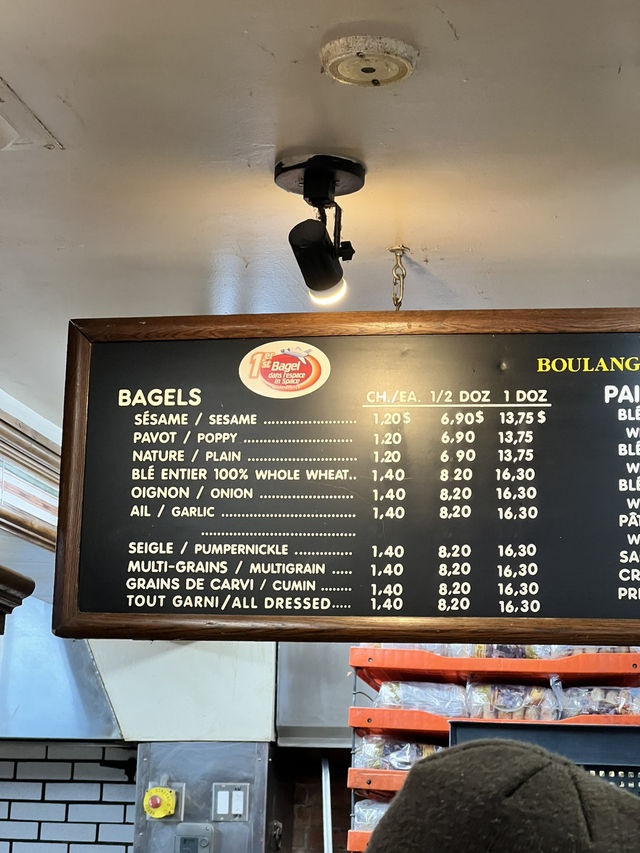 1er
1st Bagel
dans l'espace
in Space
BOULANG
BAGELS CH./EA. 1/2 DOZ 1 DOZ
SÉSAME / SESAME .................... 1,20$ 6,90$ 13,75$
PAVOT / POPPY ....................... 1,20 6,90 13,75
NATURE / PLAIN ...................... 1,20 6 90 13,75
BLÉ ENTIER 100% WHOLE WHEAT.. 1,40 8 20 16,30
OIGNON / ONION ................... 1,40 8,20 16,30
AIL / GARLIC ........................... 1,40 8,20 16,30
................................
SEIGLE / PUMPERNICKLE ............ 1,40 8,20 16,30
MULTI-GRAINS / MULTIGRAIN ..... 1,40 8,20 16,30
GRAINS DE CARVI / CUMIN ........ 1,40 8,20 16,30
TOUT GARNI/ALL DRESSED..... 1,40 8,20 16,30
PAI
BLÉ
W
BLÉ
W
BLÉ
W
PÂT
W
SA
CR
PRI